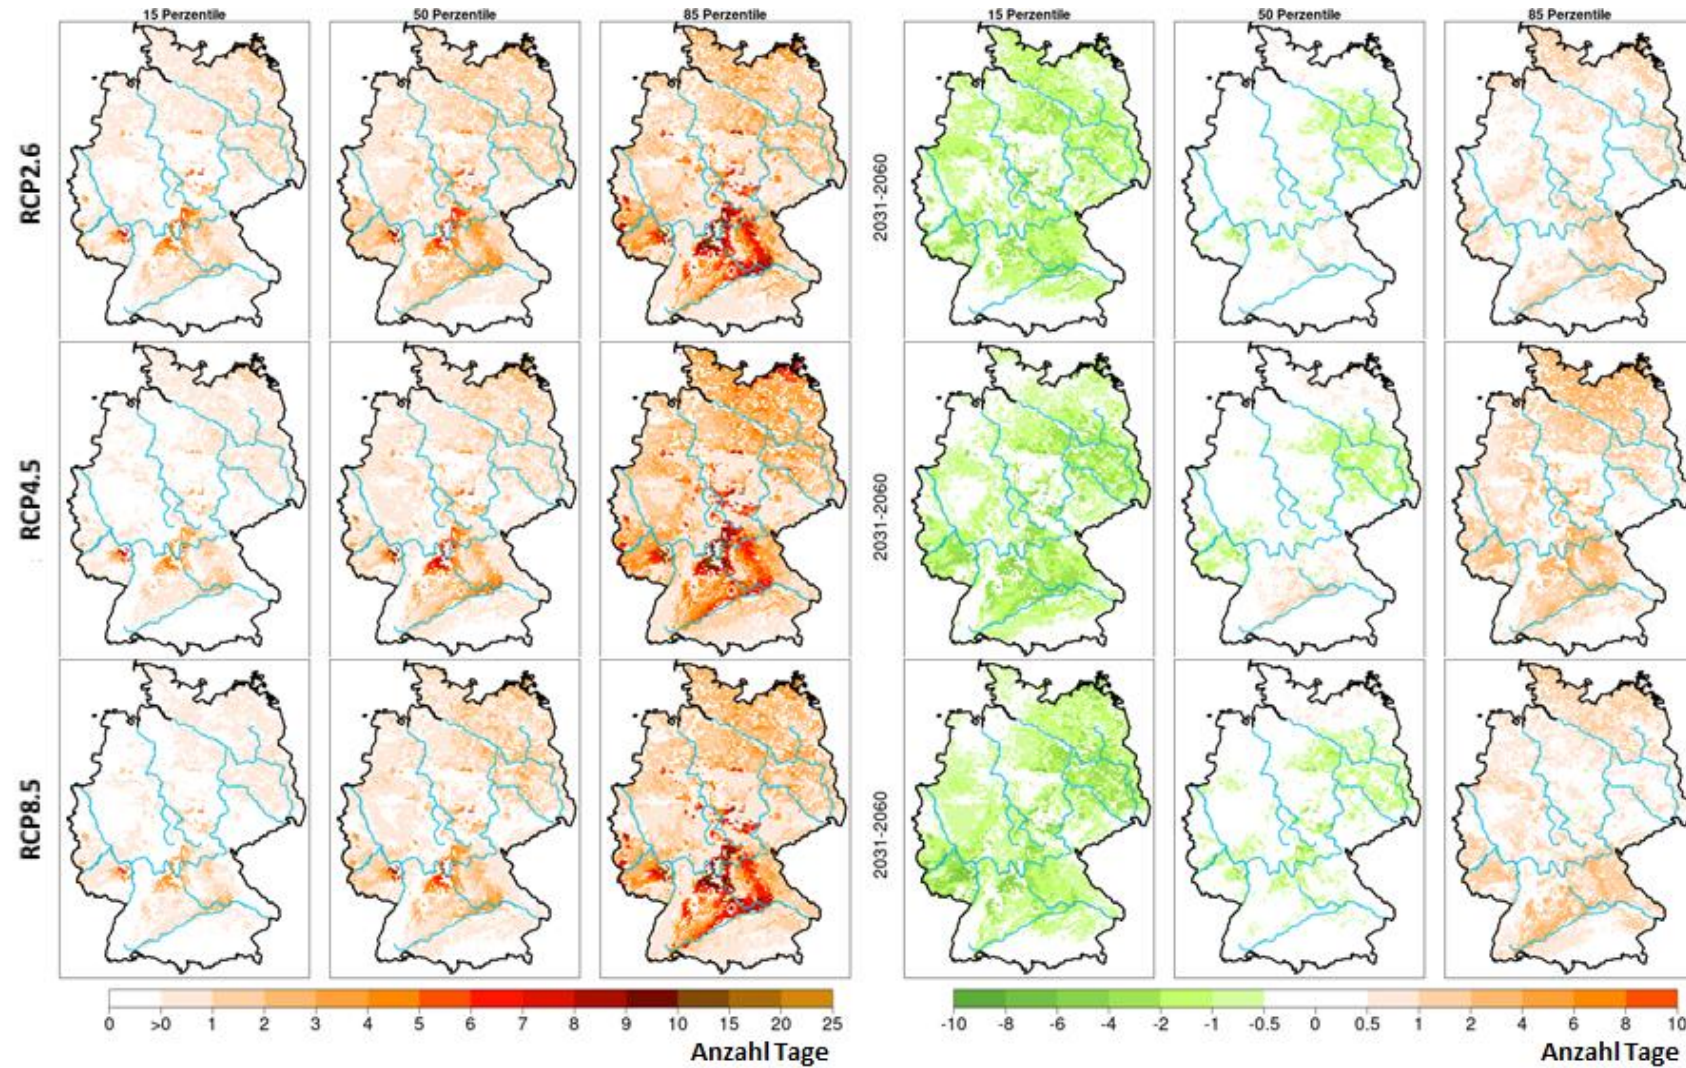 15 Perzentile 50 Perzentile 85 Perzentile 15 Perzentile 50 Perzentile 85 Perzentile
RCP2.6
2031-2060
RCP4.5
2031-2060
RCP8.5
2031-2060
0 >0 1 2 3 4 5 6 7 8 9 10 15 20 25
Anzahl Tage
-10 -8 -6 -4 -2 -1 -0.5 0 0.5 1 2 4 6 8 10
Anzahl Tage